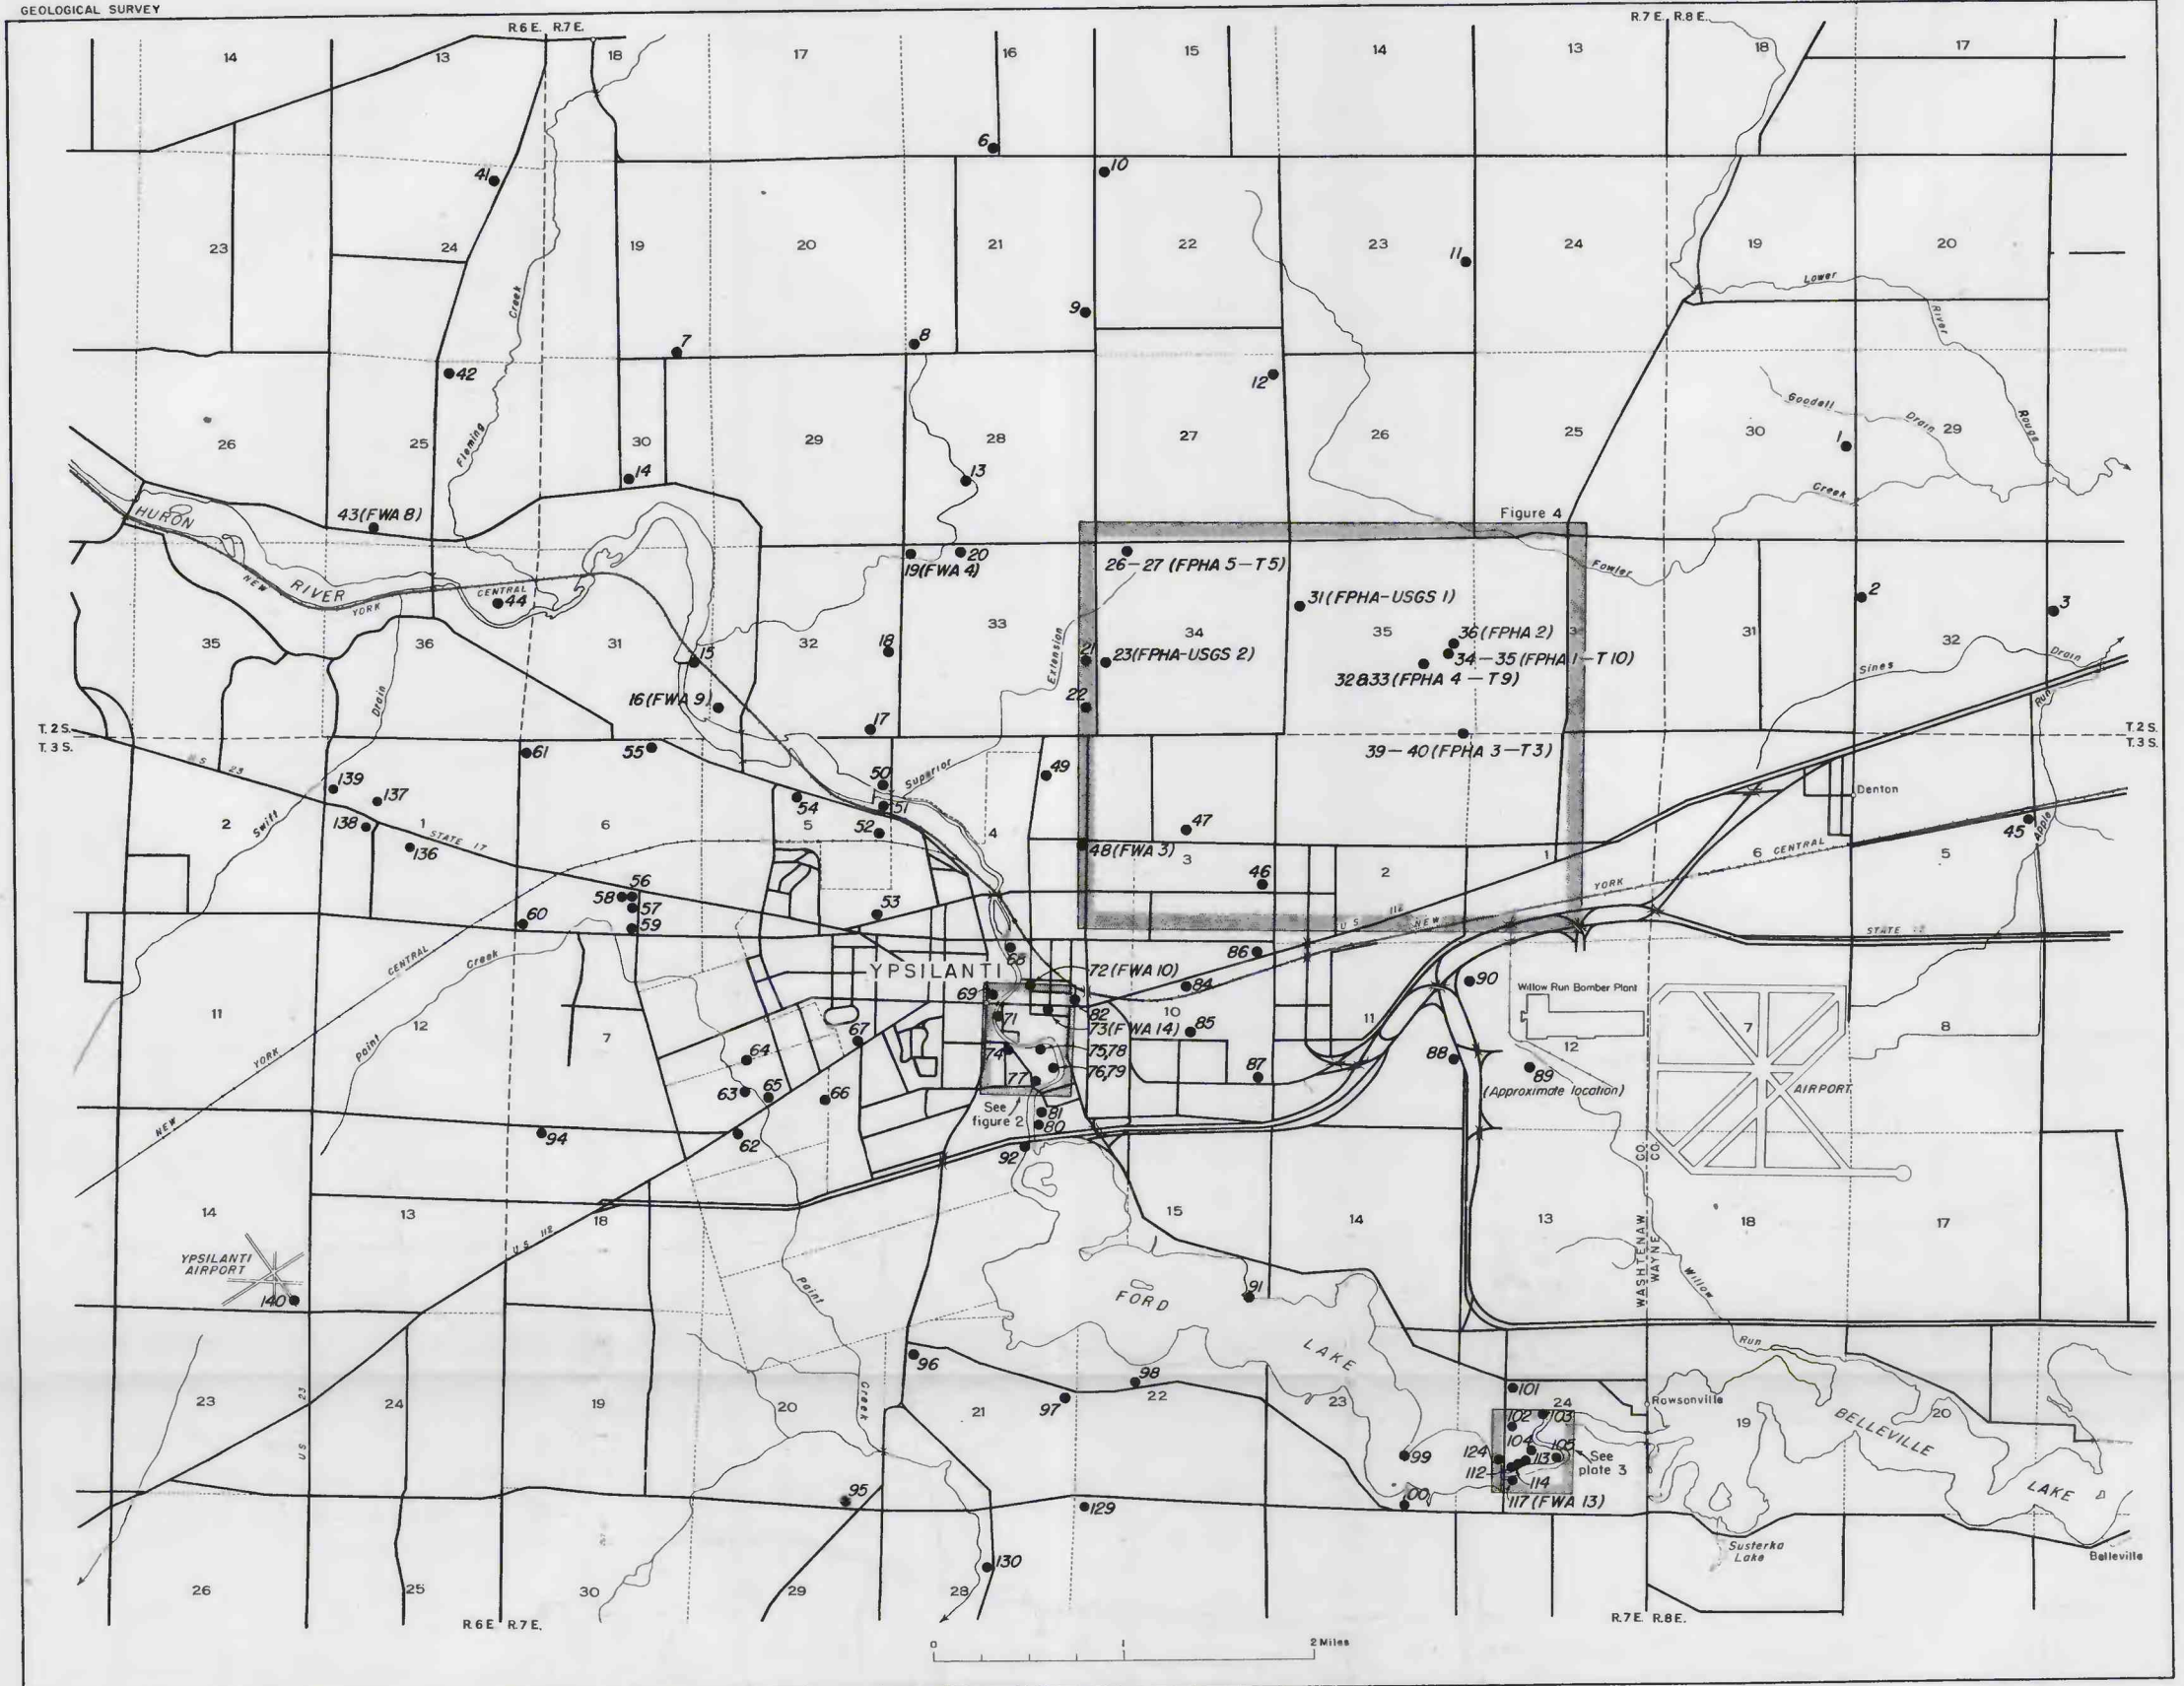 GEOLOGICAL SURVEY
R.6 E. R.7 E.
R.7 E. R.8 E.
14
13
18
17
16
15
14
13
18
17
6
10
41
23
24
19
20
21
22
23
24
19
20
11
Lower
River
Rouge
Creek
Fleming
9
8
7
42
12
Goodell
Drain
1
26
25
30
29
28
27
26
25
30
29
14
13
Creek
43(FWA 8)
HURON
RIVER
NEW
YORK
CENTRAL
44
Figure 4
20
19(FWA 4)
26-27 (FPHA 5-T5)
Fowler
31(FPHA-USGS 1)
2
3
35
36
31
32
33
34
35
36
31
32
36(FPHA 2)
34-35(FPHA 1-T10)
32&33(FPHA 4-T9)
18
15
21
23(FPHA-USGS 2)
Extension
22
Sines
Drain
Run
16(FWA 9)
17
Drain
T. 2 S.
T. 3 S.
T.2 S.
T.3 S.
US 23
61
55
39-40(FPHA 3-T3)
139
137
138
136
50
Superior
49
54
51
52
Denton
45
Apple
2
Swift
1
STATE 17
6
5
4
47
48(FWA 3)
3
46
2
1
6
CENTRAL
5
YORK
56
58
57
59
60
53
US 112
NEW
STATE 112
CENTRAL
Creek
YPSILANTI
68
72(FWA 10)
86
84
90
Willow Run Bomber Plant
69
82
71
73(FWA 14)
10
85
11
12
7
8
11
12
7
YORK
Paint
67
64
74
75,78
76,79
77
87
88
89
(Approximate location)
AIRPORT
63
65
66
See
figure 2
81
80
NEW
94
62
92
WASHTENAW CO
WAYNE CO
14
13
18
15
14
13
18
17
US 112
YPSILANTI
AIRPORT
140
Paint
FORD
LAKE
91
Willow
Run
96
98
97
101
23
24
19
20
21
22
23
24
19
20
US 23
Creek
Rawsonville
BELLEVILLE
LAKE
102
103
104
105
124
113
112
114
See
plate 3
117(FWA 13)
99
100
95
129
130
Susterka
Lake
Belleville
26
25
30
29
28
R.6 E. R.7 E.
R.7 E. R.8 E.
0
1
2 Miles